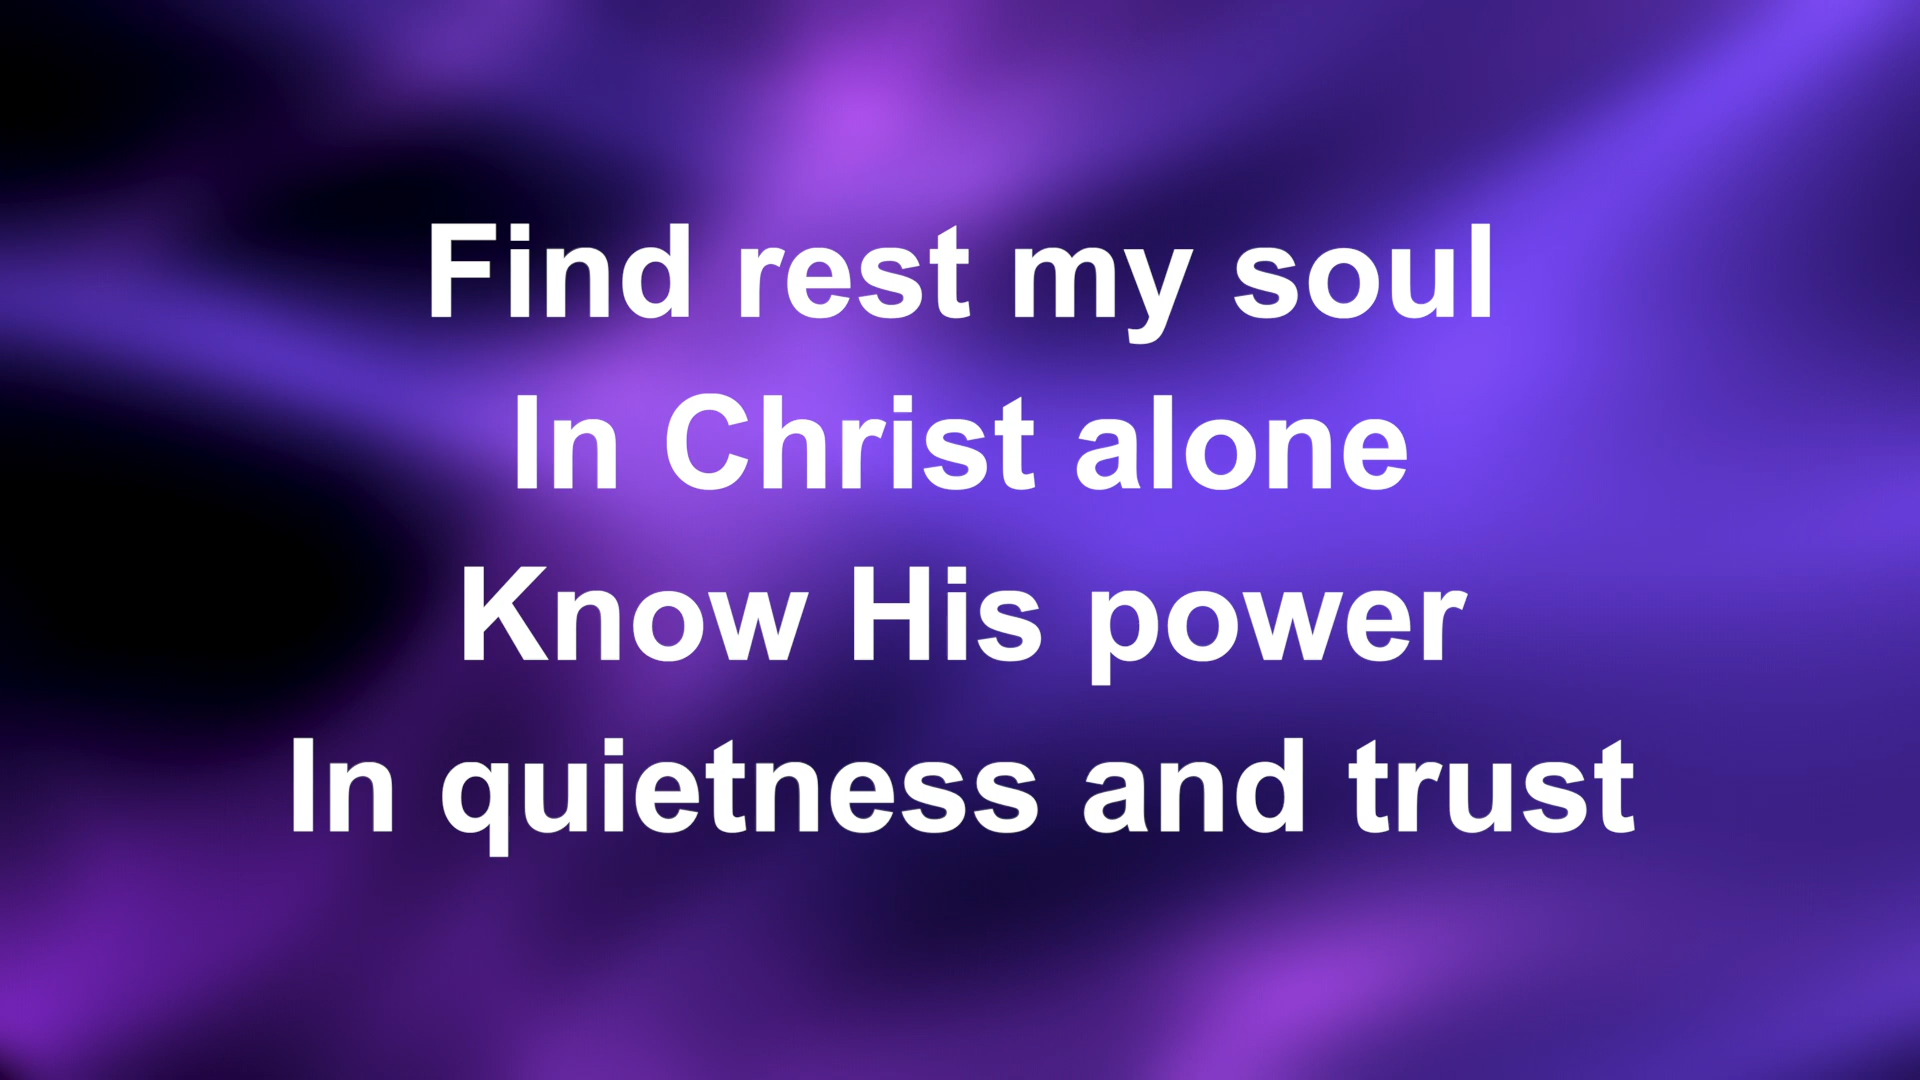 Find rest my soul
In Christ alone
Know His power
In quietness and trust